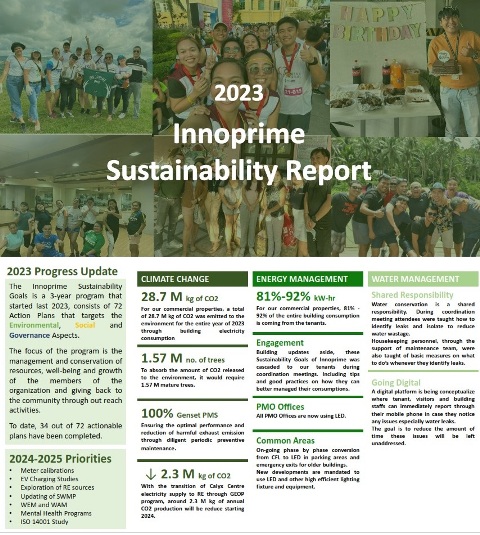 HAPPY
BIRTHDAY
2023
Innoprime
Sustainability Report
2023 Progress Update
The Innoprime Sustainability
Goals is a 3-year program that
started last 2023, consists of 72
Action Plans that targets the
Environmental, Social and
Governance Aspects.
The focus of the program is the
management and conservation of
resources, well-being and growth
of the members of the
organization and giving back to
the community through out reach
activities.
To date, 34 out of 72 actionable
plans have been completed.
2024-2025 Priorities
• Meter calibrations
• EV Charging Studies
• Exploration of RE sources
• Updating of SWMP
• WEM and WAM
• Mental Health Programs
• ISO 14001 Study
CLIMATE CHANGE
28.7 M kg of CO2
For our commercial properties, a total
of 28.7 M kg of CO2 was emitted to the
environment for the entire year of 2023
through building electricity
consumption
1.57 M no. of trees
To absorb the amount of CO2 released
to the environment, it would require
1.57 M mature trees.
100% Genset PMS
Ensuring the optimal performance and
reduction of harmful exhaust emission
through diligent periodic preventive
maintenance.
↓ 2.3 M kg of CO2
With the transition of Calyx Centre
electricity supply to RE through GEOP
program, around 2.3 M kg of annual
CO2 production will be reduce starting
2024.
ENERGY MANAGEMENT
81%-92% kW-hr
For our commercial properties, 81% -
92% of the entire building consumption
is coming from the tenants.
Engagement
Building updates aside, these
Sustainability Goals of Innoprime was
cascaded to our tenants during
coordination meetings. Including tips
and good practices on how they can
better managed their consumptions.
PMO Offices
All PMO Offices are now using LED.
Common Areas
On-going phase by phase conversion
from CFL to LED in parking areas and
emergency exits for older buildings.
New developments are mandated to
use LED and other high efficient lighting
fixture and equipment.
WATER MANAGEMENT
Shared Responsibility
Water conservation is a shared
responsibility. During coordination
meeting attendees were taught how to
identify leaks and isolate to reduce
water wastage.
Housekeeping personnel, through the
support of maintenance team, were
also taught of basic measures on what
to do's whenever they identify leaks.
Going Digital
A digital platform is being conceptualize
where tenant, visitors and building
staffs can immediately report through
their mobile phone in case they notice
any issues especially water leaks.
The goal is to reduce the amount of
time these issues will be left
unaddressed.